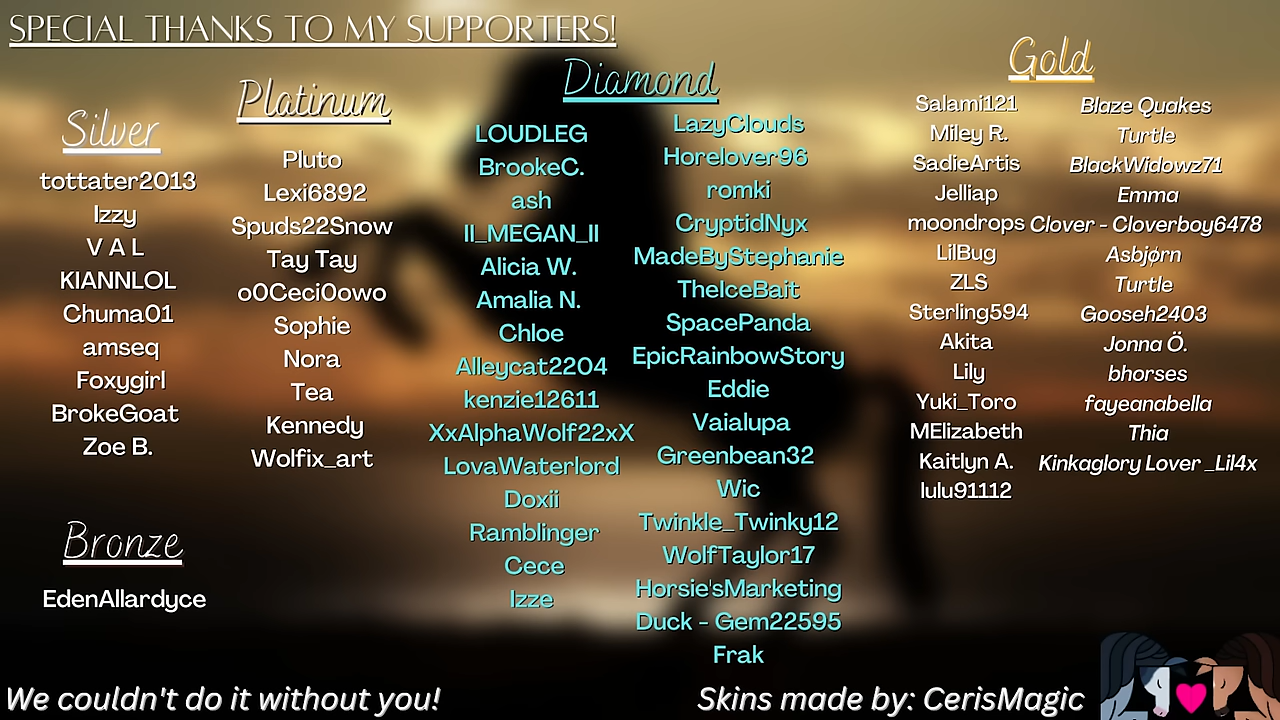 SPECIAL THANKS TO MY SUPPORTERS!
Silver
tottater2013
Izzy
V A L
KIANNLOL
Chuma01
amseq
Foxygirl
BrokeGoat
Zoe B.
Bronze
EdenAllardyce
Platinum
Pluto
Lexi6892
Spuds22Snow
Tay Tay
o0Ceci0owo
Sophie
Nora
Tea
Kennedy
Wolfix_art
Diamond
LOUDLEG
BrookeC.
ash
II_MEGAN_II
Alicia W.
Amalia N.
Chloe
Alleycat2204
kenzie12611
XxAlphaWolf22xX
LovaWaterlord
Doxii
Ramblinger
Cece
Izze
LazyClouds
Horelover96
romki
CryptidNyx
MadeByStephanie
TheIceBait
SpacePanda
EpicRainbowStory
Eddie
Vaialupa
Greenbean32
Wic
Twinkle_Twinky12
WolfTaylor17
Horsie'sMarketing
Duck - Gem22595
Frak
Gold
Salami121
Miley R.
SadieArtis
Jelliap
moondrops
LilBug
ZLS
Sterling594
Akita
Lily
Yuki_Toro
MElizabeth
Kaitlyn A.
lulu91112
Blaze Quakes
Turtle
BlackWidowz71
Emma
Clover - Cloverboy6478
Asbjørn
Turtle
Gooseh2403
Jonna Ö.
bhorses
fayeanabella
Thia
Kinkaglory Lover _Lil4x
We couldn't do it without you!
Skins made by: CerisMagic